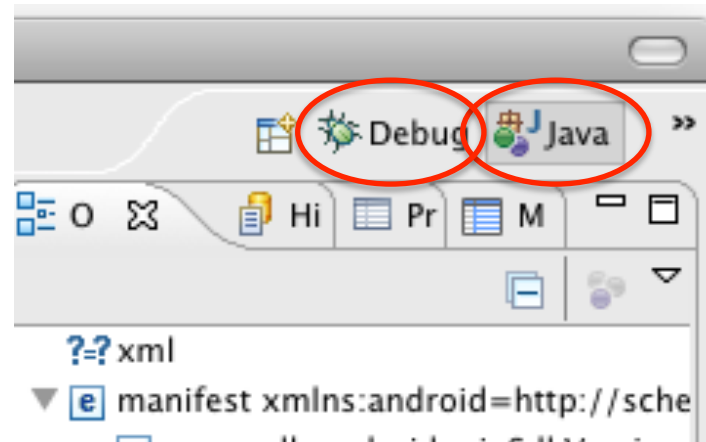 Debug Java »
O Hi Pr M
?=? xml
e manifest xmlns:android=http://sche